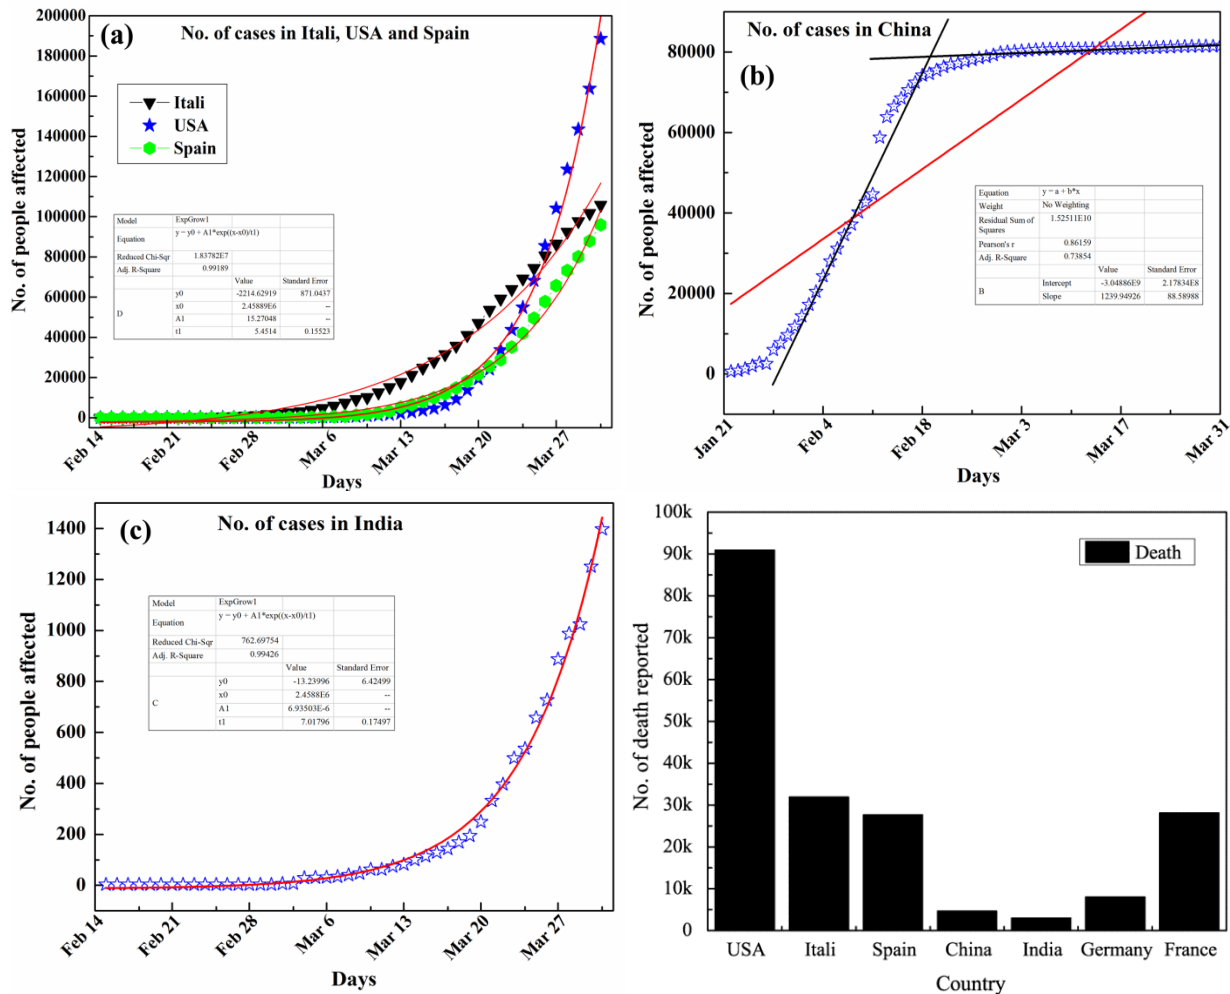 (a) No. of cases in Itali, USA and Spain
200000
180000
160000
140000
120000
100000
80000
60000
40000
20000
0
No. of people affected
Itali
USA
Spain
Model ExpGrow1
Equation y = y0 + A1*exp((x-x0)/t1)
Reduced Chi-Sqr 1.83782E7
Adj. R-Square 0.99189
Value Standard Error
y0 -2214.62919 871.0437
x0 2.45889E6 --
D
A1 15.27048 --
t1 5.4514 0.15523
Feb 14 Feb 21 Feb 28 Mar 6 Mar 13 Mar 20 Mar 27
Days
No. of cases in China
(b)
80000
60000
40000
20000
0
No. of people affected
Equation y = a + b*x
Weight No Weighting
Residual Sum of
Squares 1.52511E10
Pearson's r 0.86159
Adj. R-Square 0.73854
Value Standard Error
B Intercept -3.04886E9 2.17834E8
Slope 1239.94926 88.58988
Jan 21 Feb 4 Feb 18 Mar 3 Mar 17 Mar 31
Days
(c) No. of cases in India
1400
1200
1000
800
600
400
200
0
No. of people affected
Model ExpGrow1
Equation y = y0 + A1*exp((x-x0)/t1)
Reduced Chi-Sqr 762.69754
Adj. R-Square 0.99426
Value Standard Error
y0 -13.23996 6.42499
x0 2.4588E6 --
C
A1 6.93503E-6 --
t1 7.01796 0.17497
Feb 14 Feb 21 Feb 28 Mar 6 Mar 13 Mar 20 Mar 27
Days
100k
90k
80k
70k
60k
50k
40k
30k
20k
10k
0
No. of death reported
Death
USA Itali Spain China India Germany France
Country